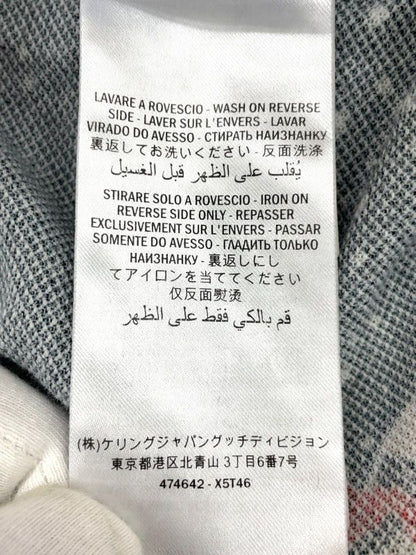 LAVARE A ROVESCIO - WASH ON REVERSE
SIDE - LAVER SUR L'ENVERS - LAVAR
VIRADO DO AVESSO - СТИРАТЬ НАИЗНАНКУ
裏返してお洗いください - 反面洗涤
يُقلب على الظهر قبل الغسيل
STIRARE SOLO A ROVESCIO - IRON ON
REVERSE SIDE ONLY - REPASSER
EXCLUSIVEMENT SUR L'ENVERS - PASSAR
SOMENTE DO AVESSO - ГЛАДИТЬ ТОЛЬКО
НАИЗНАНКУ - 裏返しにし
てアイロンを当ててください
仅反面熨烫
قم بالكي فقط على الظهر
(株)ケリングジャパングッチディビジョン
東京都港区北青山 3丁目6番7号
474642 - X5T46